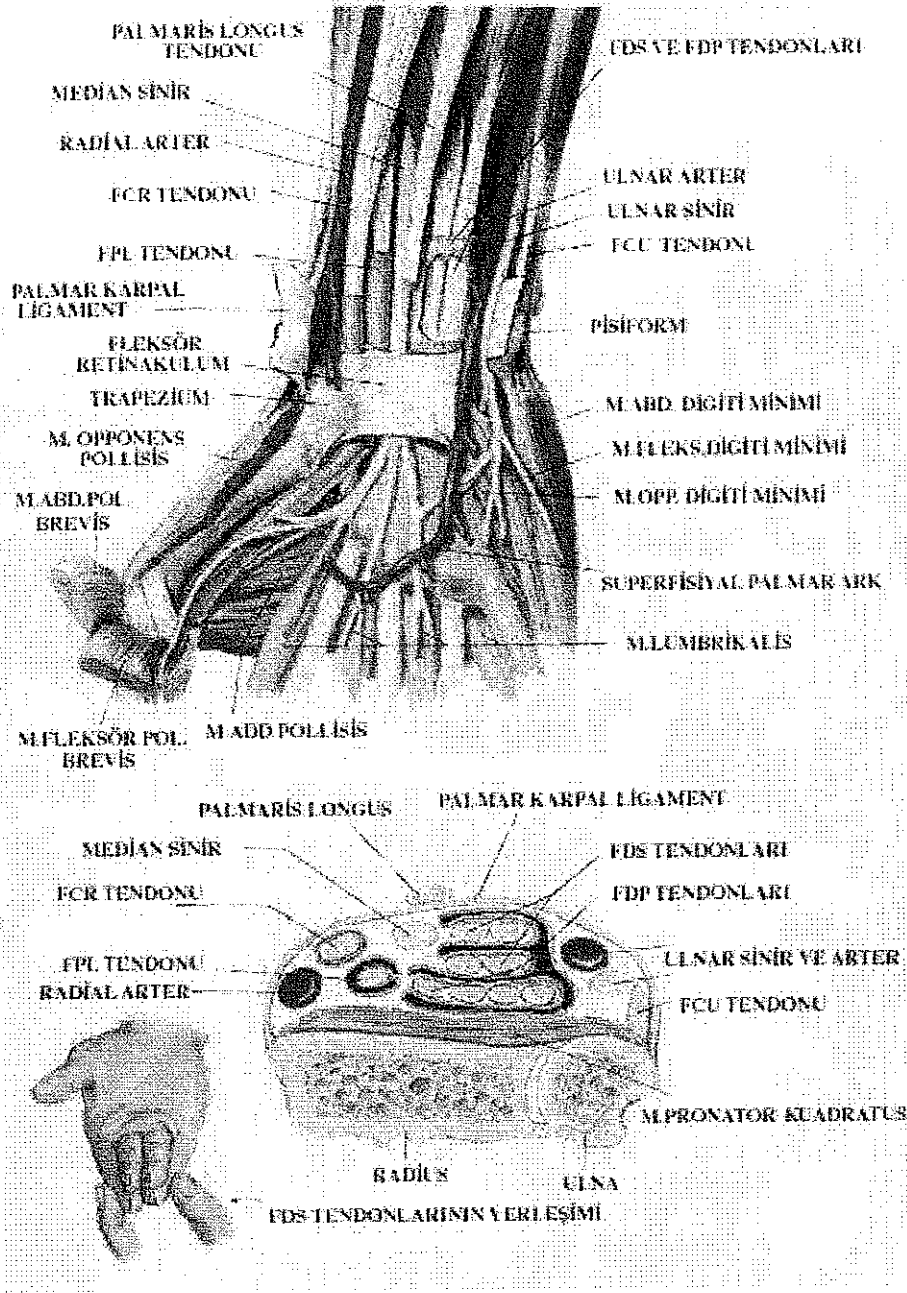 PALMARİS LONGUS
TENDONU
MEDİAN SİNİR
RADİAL ARTER
FCR TENDONU
FPL TENDONU
PALMAR KARPAL
LİGAMENT
FLEKSÖR
RETİNAKULUM
TRAPEZİUM
M. OPPONENS
POLLİSİS
M.ABD.POL.
BREVİS
M.FLEKSÖR POL.
BREVİS
M.ADD.POLLİSİS
FDS VE FDP TENDONLARI
ULNAR ARTER
ULNAR SİNİR
FCU TENDONU
PİSİFORM
M.ABD. DİGİTİ MİNİMİ
M.FLEKS.DİGİTİ MİNİMİ
M.OPP. DİGİTİ MİNİMİ
SUPERFİSİYAL PALMAR ARK
M.LUMBRİKALİS
PALMARİS LONGUS
MEDİAN SİNİR
FCR TENDONU
FPL TENDONU
RADİAL ARTER
PALMAR KARPAL LİGAMENT
FDS TENDONLARI
FDP TENDONLARI
ULNAR SİNİR VE ARTER
FCU TENDONU
M.PRONATOR KUADRATUS
RADİUS
ULNA
FDS TENDONLARININ YERLEŞİMİ